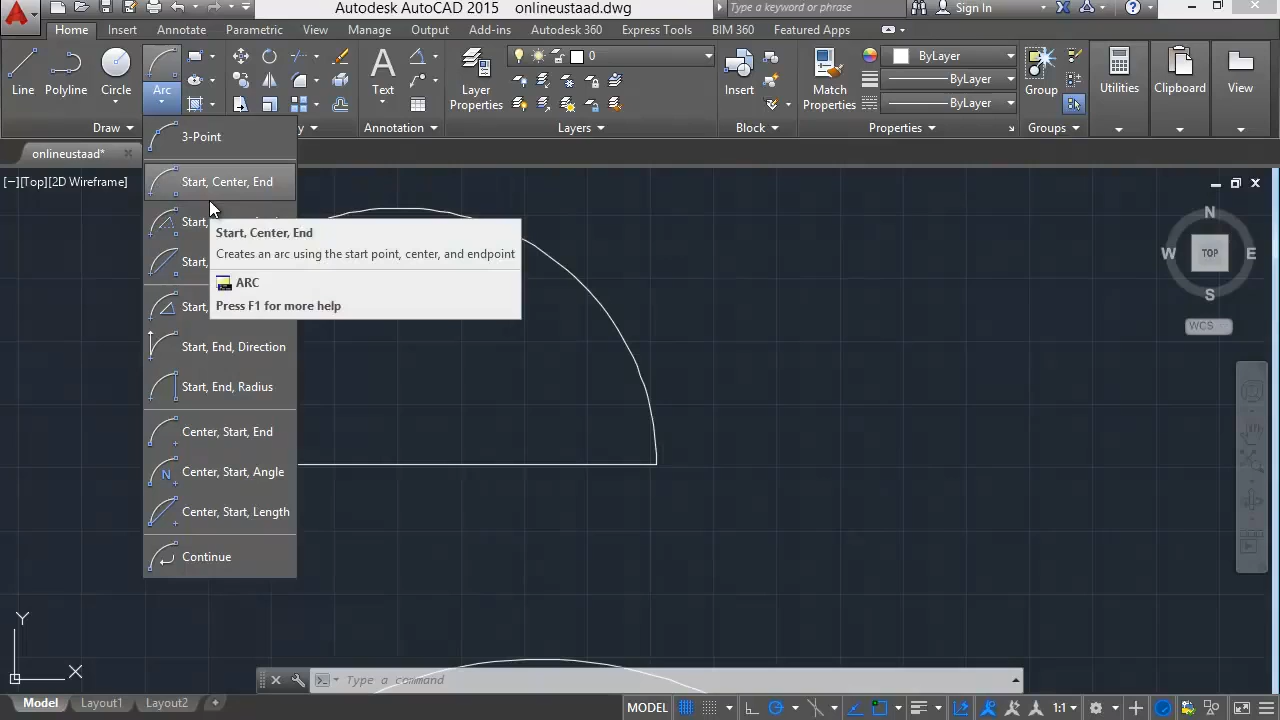 Autodesk AutoCAD 2015 onlineustaad.dwg
Type a keyword or phrase
Sign In
Home Insert Annotate Parametric View Manage Output Add-ins Autodesk 360 Express Tools BIM 360 Featured Apps
Line Polyline Circle Arc
Text
Layer Properties
0
Insert
Match Properties
ByLayer
ByLayer
ByLayer
Group
Utilities
Clipboard
View
Draw
Annotation
Layers
Block
Properties
Groups
onlineustaad*
[−][Top][2D Wireframe]
3-Point
Start, Center, End
Start,
Start,
Start,
Start, End, Direction
Start, End, Radius
Center, Start, End
Center, Start, Angle
Center, Start, Length
Continue
Start, Center, End
Creates an arc using the start point, center, and endpoint
ARC
Press F1 for more help
N
W TOP E
S
WCS
Y
X
Type a command
Model Layout1 Layout2 +
MODEL 1:1